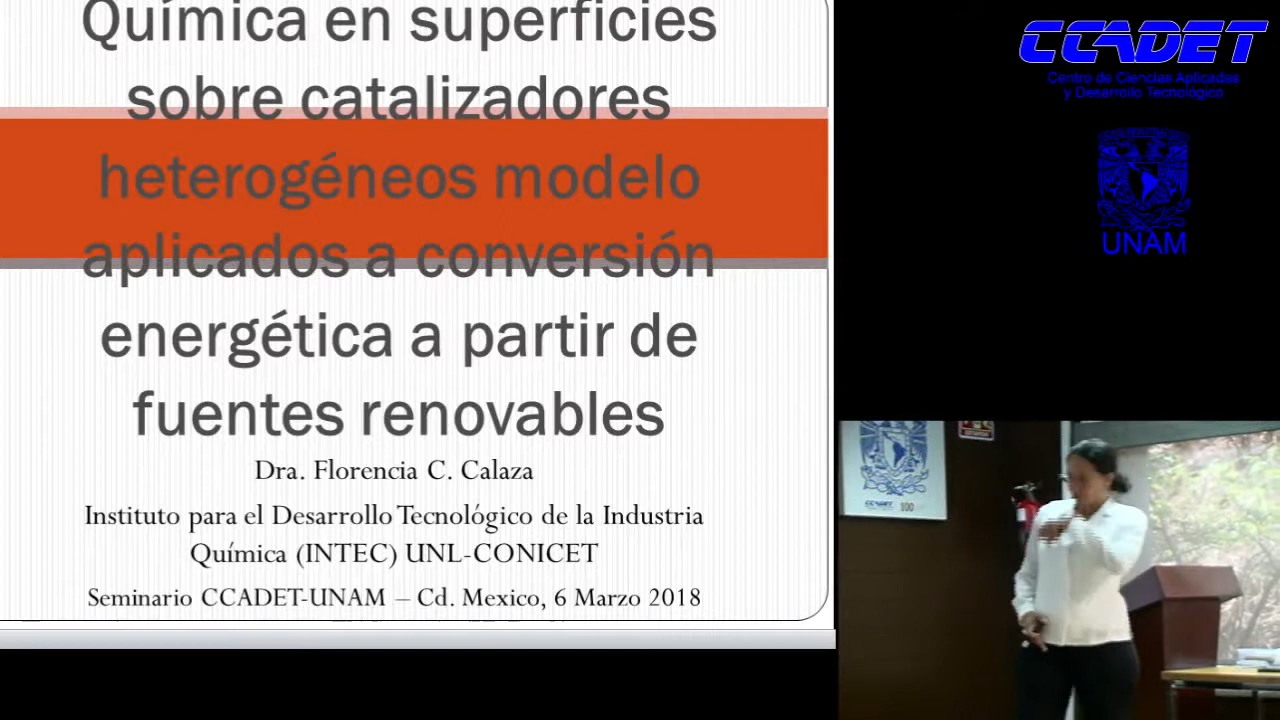 Química en superficies
sobre catalizadores
heterogéneos modelo
aplicados a conversión
energética a partir de
fuentes renovables
Dra. Florencia C. Calaza
Instituto para el Desarrollo Tecnológico de la Industria
Química (INTEC) UNL-CONICET
Seminario CCADET-UNAM – Cd. Mexico, 6 Marzo 2018
CCADET
Centro de Ciencias Aplicadas
y Desarrollo Tecnológico
UNAM
CCADET
100